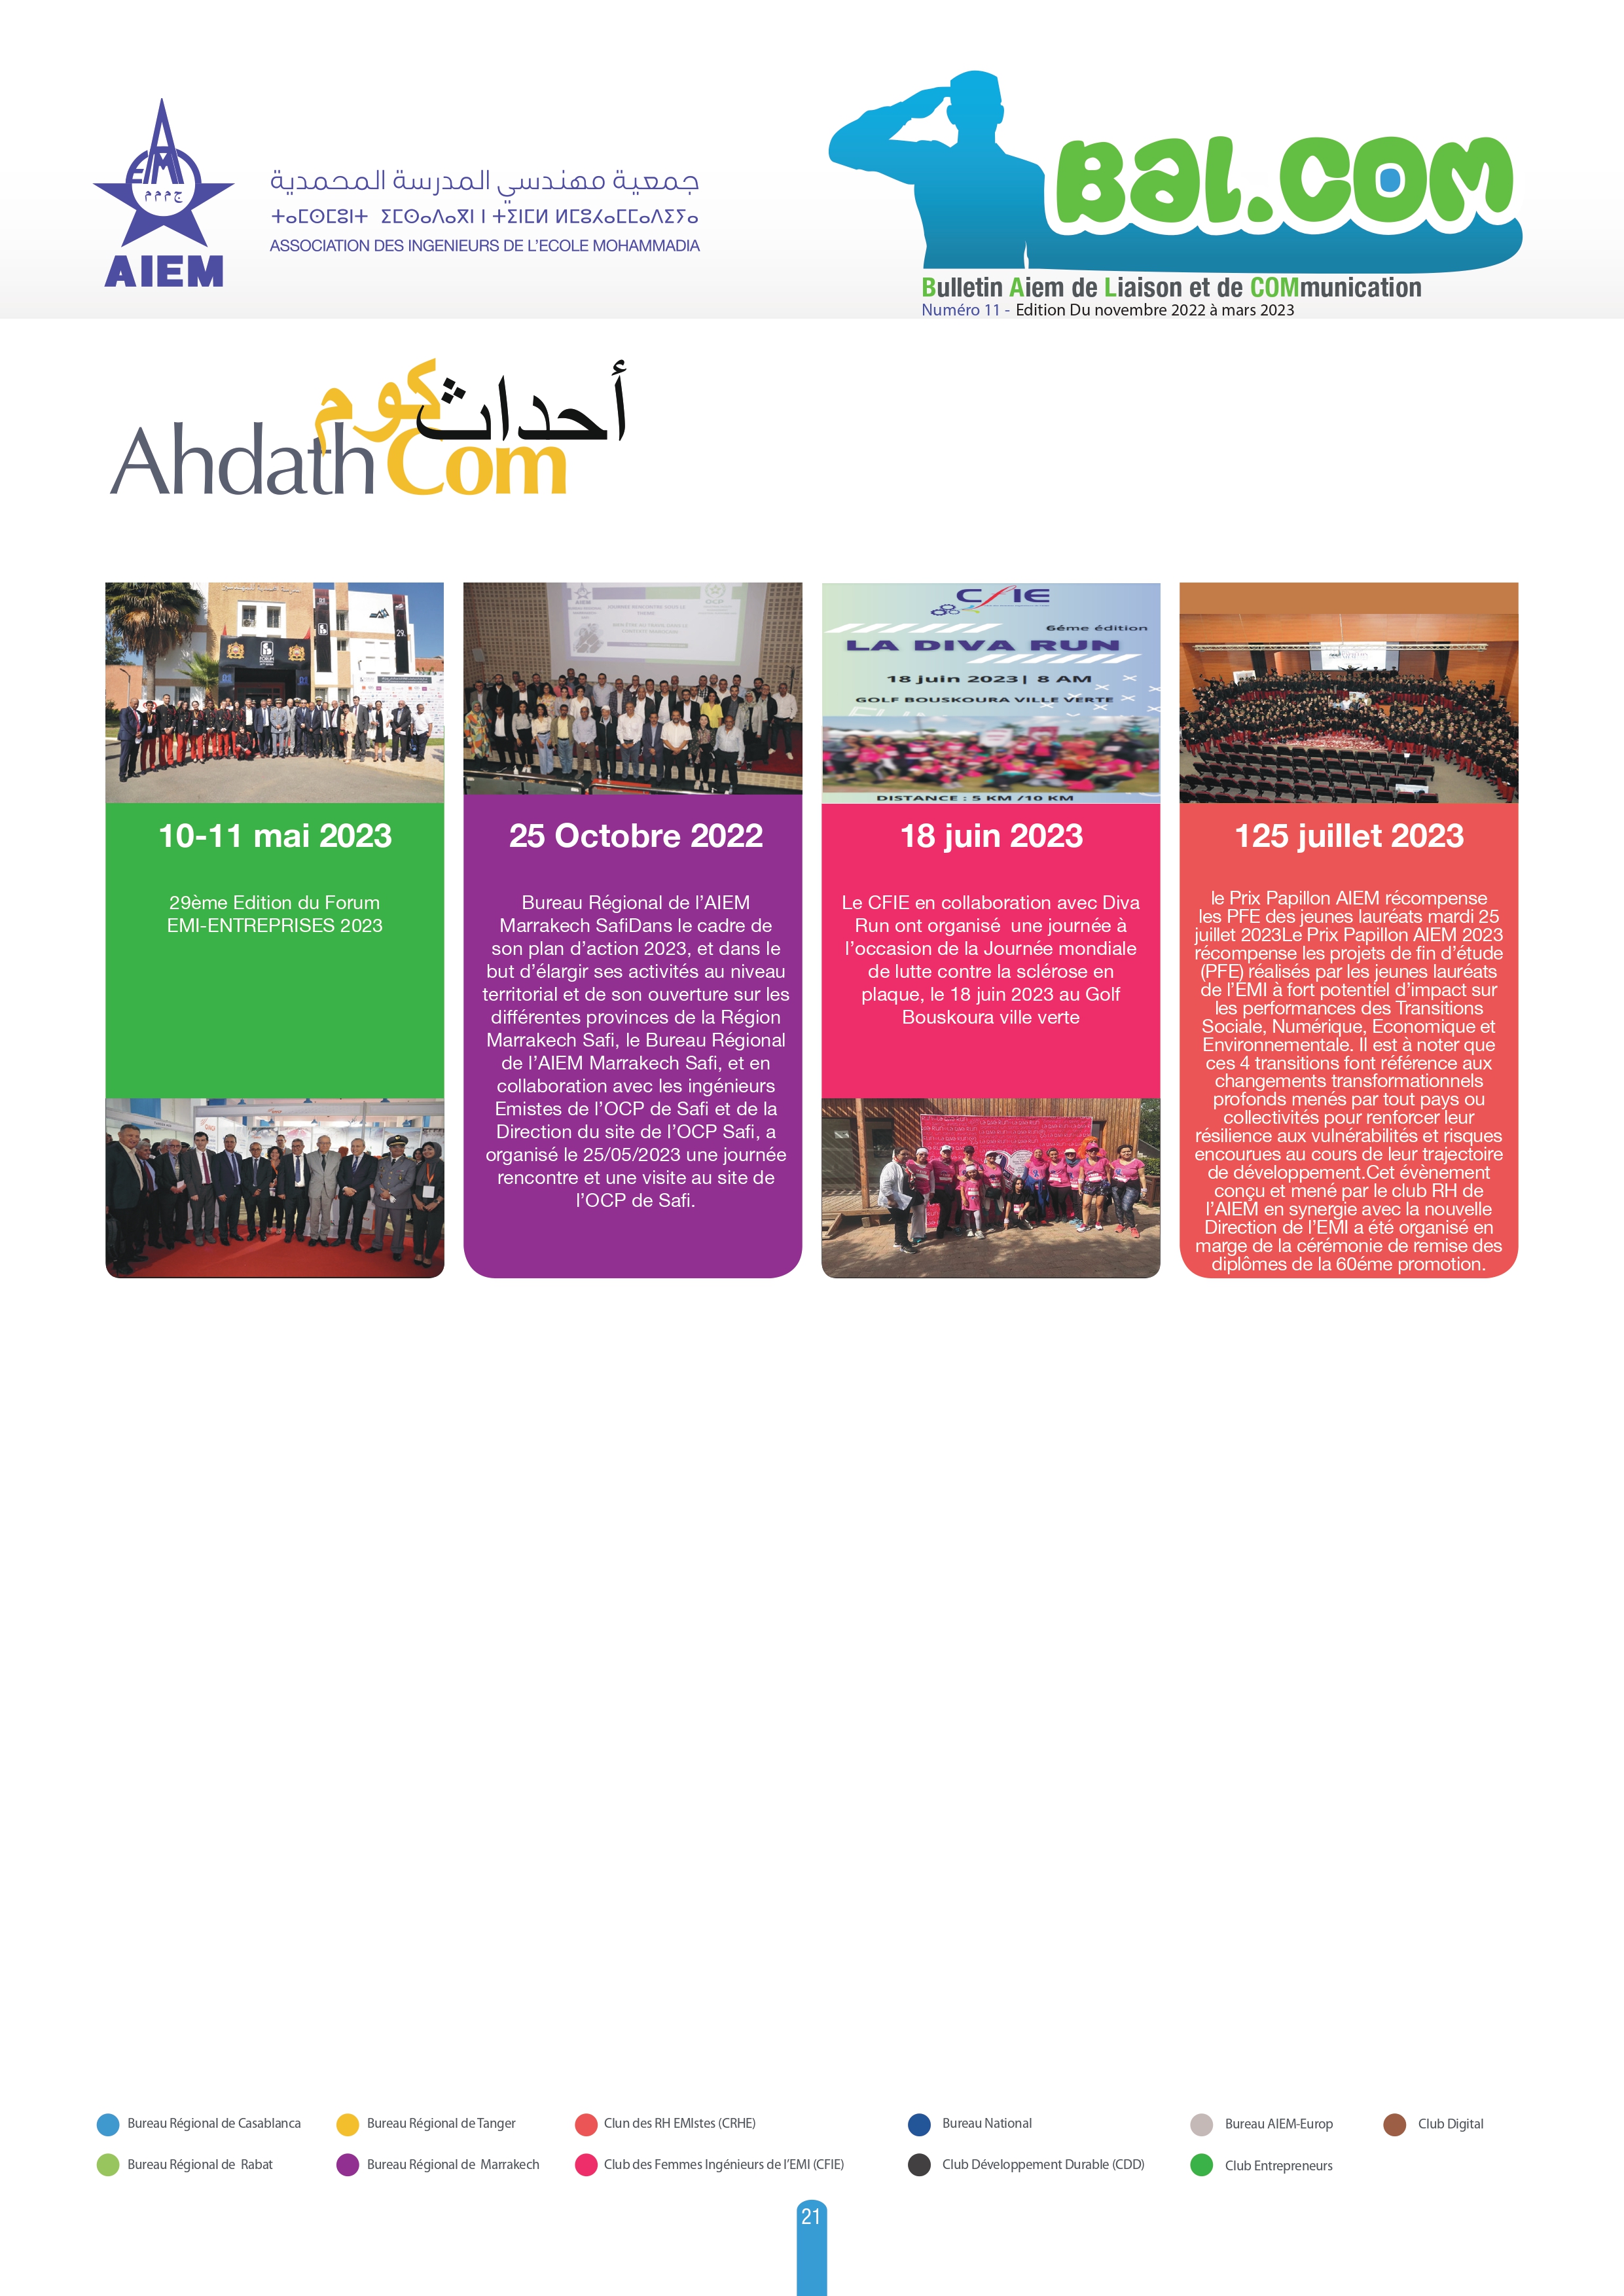 EMI
ج م م م
AIEM
جمعية مهندسي المدرسة المحمدية
ⵜⴰⵎⵙⵎⵓⵏⵜ ⵉⵎⵙⴰⴷⴰⴳⵏ ⵏ ⵜⵉⵏⵎⵍ ⵍⵎⵓⵃⴰⵎⵎⴰⴷⵉⵢⴰ
ASSOCIATION DES INGENIEURS DE L'ECOLE MOHAMMADIA
BaL.COM
Bulletin Aiem de Liaison et de COMmunication
Numéro 11 - Edition Du novembre 2022 à mars 2023
أحداث كوم
Ahdath Com
29.
10-11 mai 2023
29ème Edition du Forum
EMI-ENTREPRISES 2023
AIEM
OCP
25 Octobre 2022
Bureau Régional de l'AIEM
Marrakech SafiDans le cadre de
son plan d'action 2023, et dans le
but d'élargir ses activités au niveau
territorial et de son ouverture sur les
différentes provinces de la Région
Marrakech Safi, le Bureau Régional
de l'AIEM Marrakech Safi, et en
collaboration avec les ingénieurs
Emistes de l'OCP de Safi et de la
Direction du site de l'OCP Safi, a
organisé le 25/05/2023 une journée
rencontre et une visite au site de
l'OCP de Safi.
CFIE
6éme édition
LA DIVA RUN
18 juin 2023| 8 AM
GOLF BOUSKOURA VILLE VERTE
DISTANCE : 5 KM /10 KM
18 juin 2023
Le CFIE en collaboration avec Diva
Run ont organisé  une journée à
l'occasion de la Journée mondiale
de lutte contre la sclérose en
plaque, le 18 juin 2023 au Golf
Bouskoura ville verte
125 juillet 2023
le Prix Papillon AIEM récompense
les PFE des jeunes lauréats mardi 25
juillet 2023Le Prix Papillon AIEM 2023
récompense les projets de fin d'étude
(PFE) réalisés par les jeunes lauréats
de l'EMI à fort potentiel d'impact sur
les performances des Transitions
Sociale, Numérique, Economique et
Environnementale. Il est à noter que
ces 4 transitions font référence aux
changements transformationnels
profonds menés par tout pays ou
collectivités pour renforcer leur
résilience aux vulnérabilités et risques
encourues au cours de leur trajectoire
de développement.Cet évènement
conçu et mené par le club RH de
l'AIEM en synergie avec la nouvelle
Direction de l'EMI a été organisé en
marge de la cérémonie de remise des
diplômes de la 60éme promotion.
Bureau Régional de Casablanca
Bureau Régional de Tanger
Clun des RH EMIstes (CRHE)
Bureau National
Bureau AIEM-Europ
Club Digital
Bureau Régional de  Rabat
Bureau Régional de  Marrakech
Club des Femmes Ingénieurs de l'EMI (CFIE)
Club Développement Durable (CDD)
Club Entrepreneurs
21